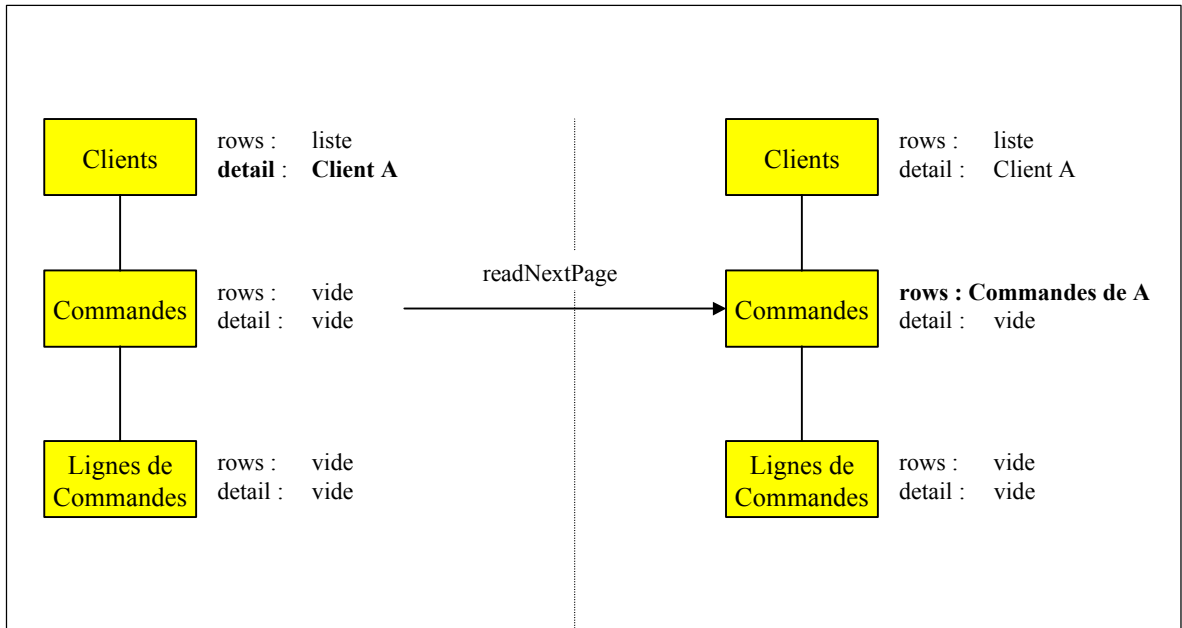 Clients
rows : liste
detail : Client A
Commandes
rows : vide
detail : vide
Lignes de
Commandes
rows : vide
detail : vide
readNextPage
Clients
rows : liste
detail : Client A
Commandes
rows : Commandes de A
detail : vide
Lignes de
Commandes
rows : vide
detail : vide